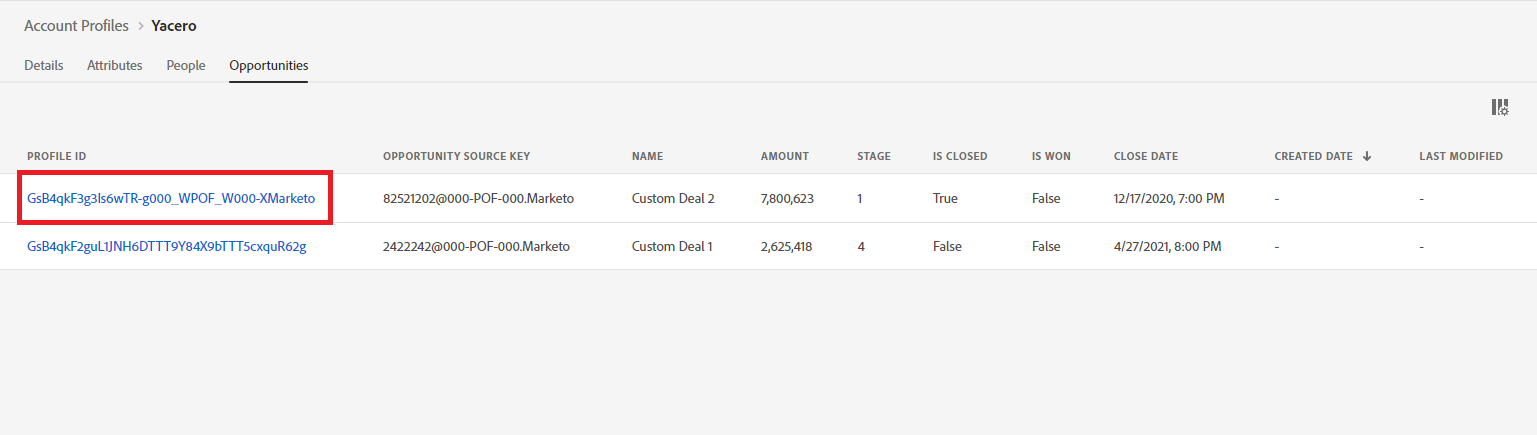 Account Profiles > Yacero
Details Attributes People Opportunities
PROFILE ID OPPORTUNITY SOURCE KEY NAME AMOUNT STAGE IS CLOSED IS WON CLOSE DATE CREATED DATE ↓ LAST MODIFIED
GsB4qkF3g3ls6wTR-g000_WPOF_W000-XMarketo 82521202@000-POF-000.Marketo Custom Deal 2 7,800,623 1 True False 12/17/2020, 7:00 PM - -
GsB4qkF2guL1JNH6DTTT9Y84X9bTTT5cxquR62g 2422242@000-POF-000.Marketo Custom Deal 1 2,625,418 4 False False 4/27/2021, 8:00 PM - -